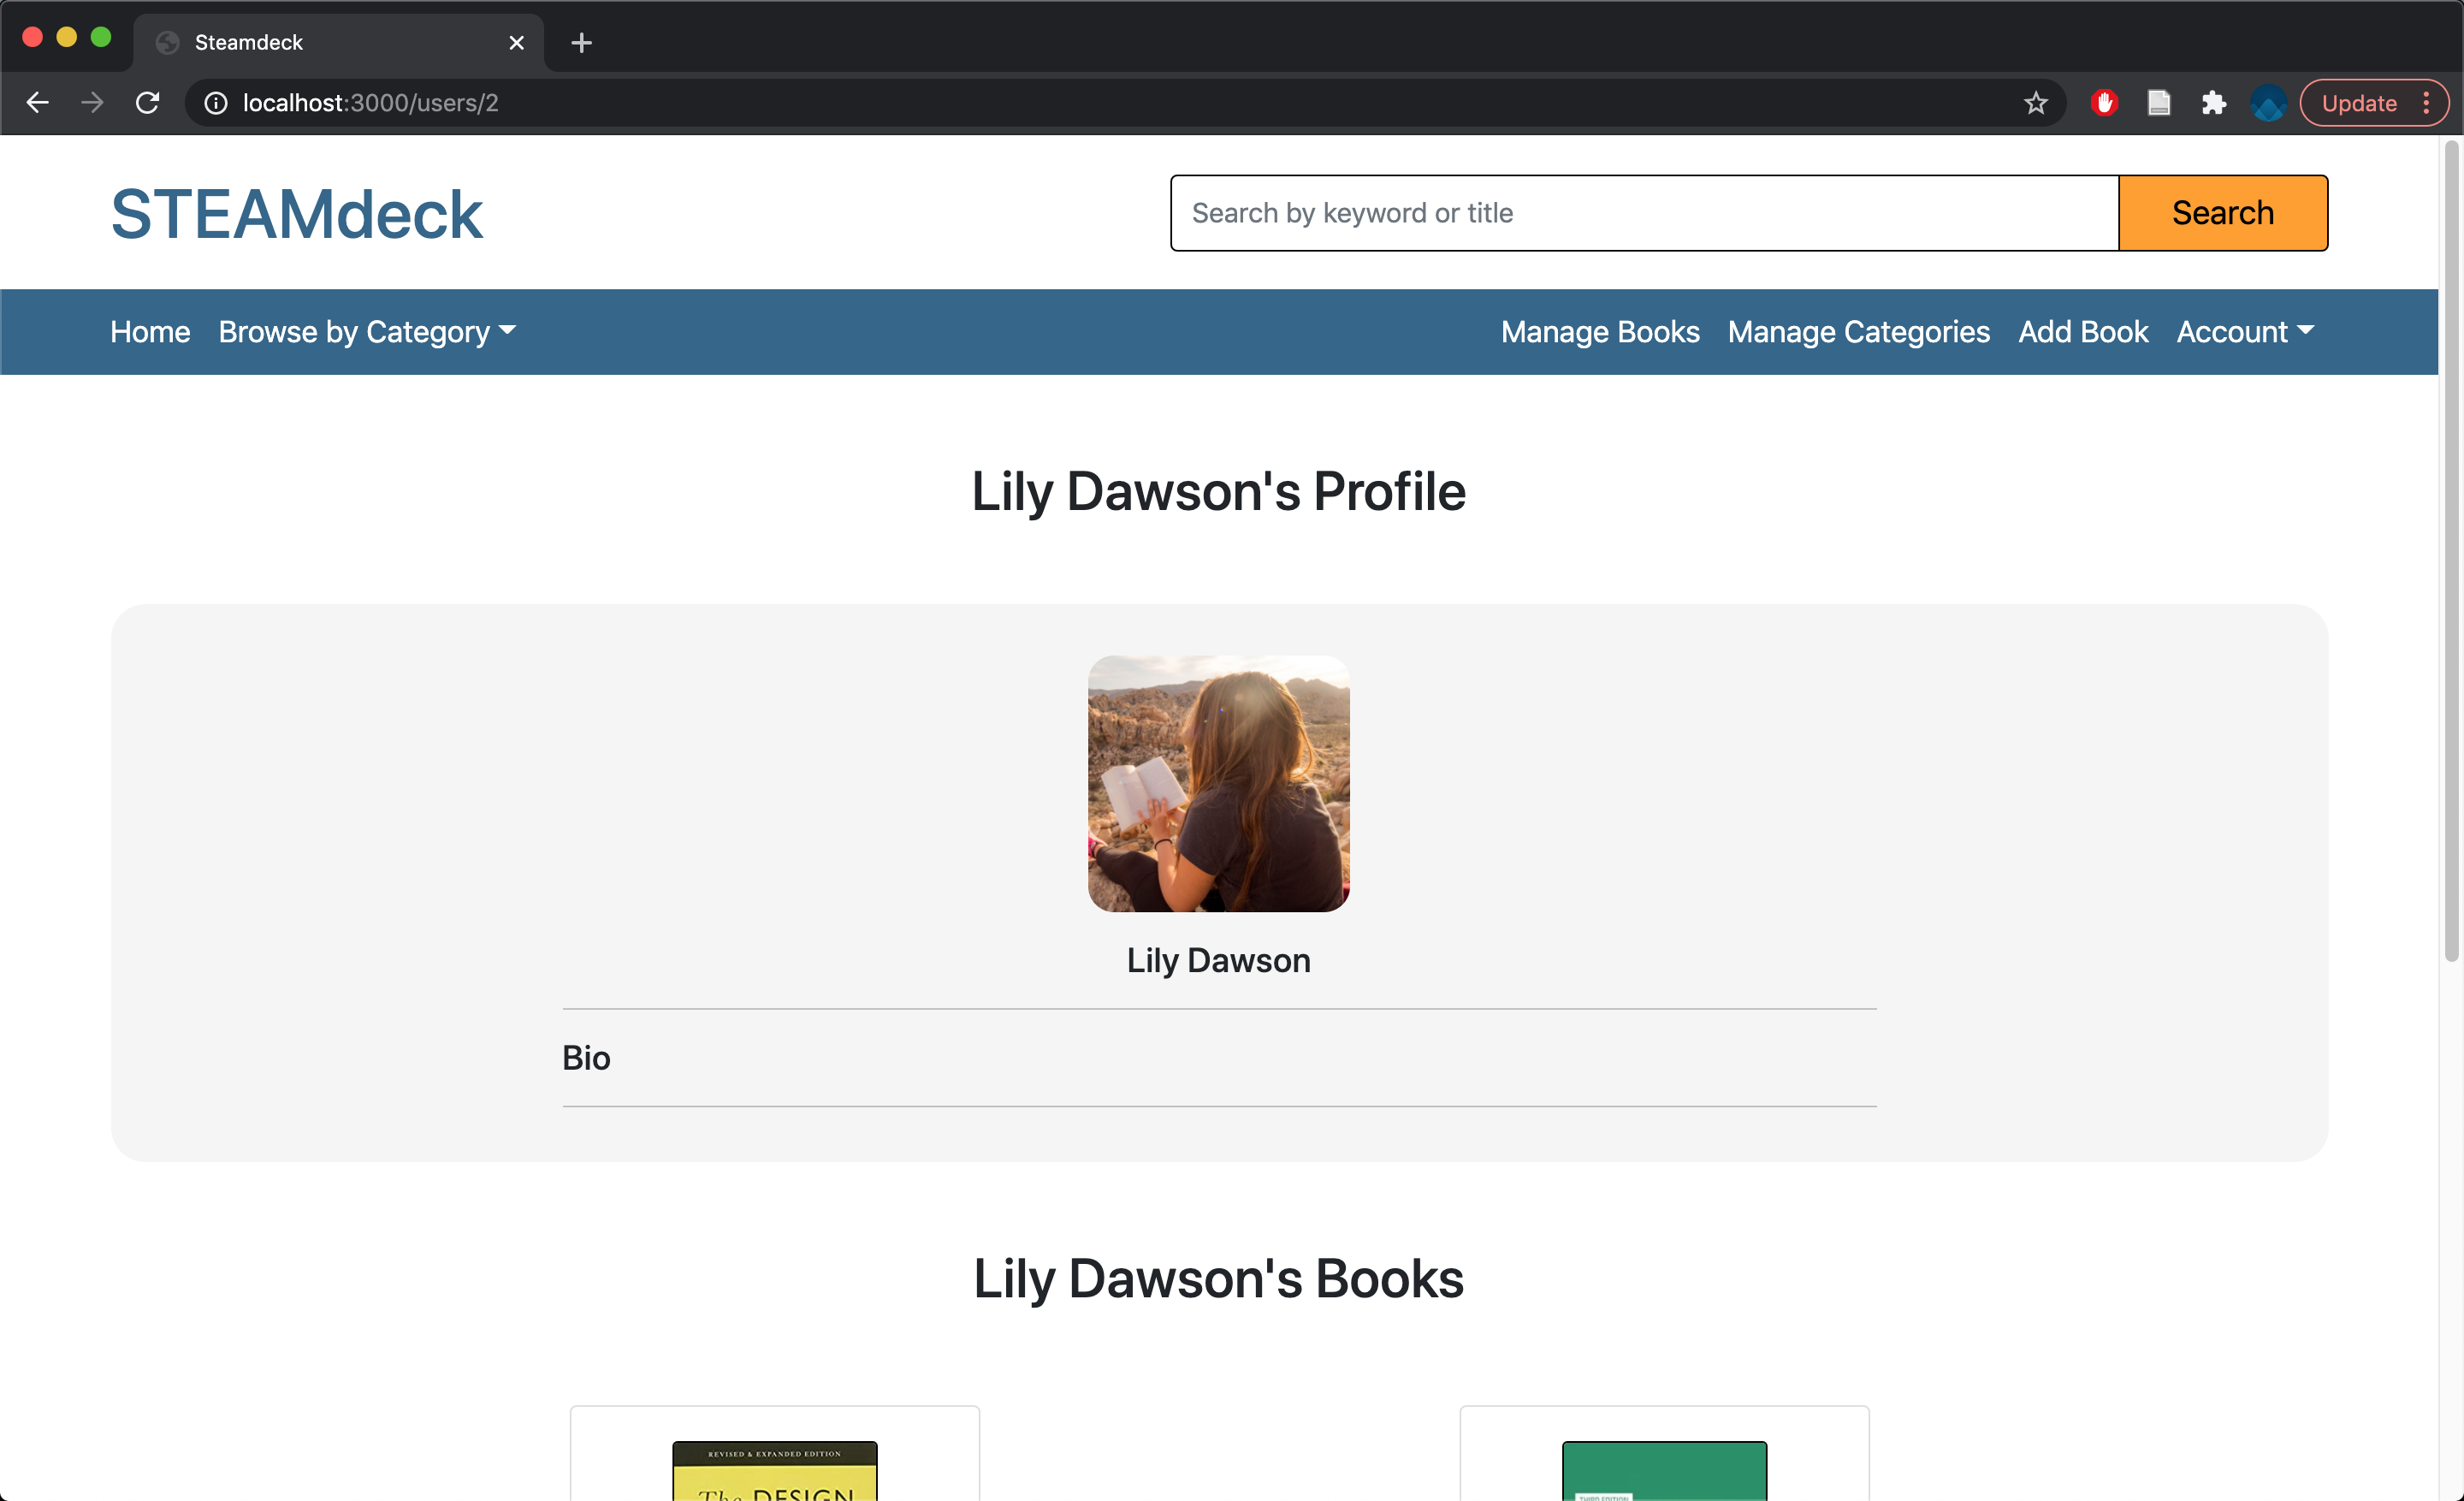 Steamdeck
localhost:3000/users/2
Update
STEAMdeck
Search by keyword or title
Search
Home
Browse by Category
Manage Books
Manage Categories
Add Book
Account
Lily Dawson's Profile
Lily Dawson
Bio
Lily Dawson's Books
REVISED & EXPANDED EDITION
The DESIGN
THIRD EDITION